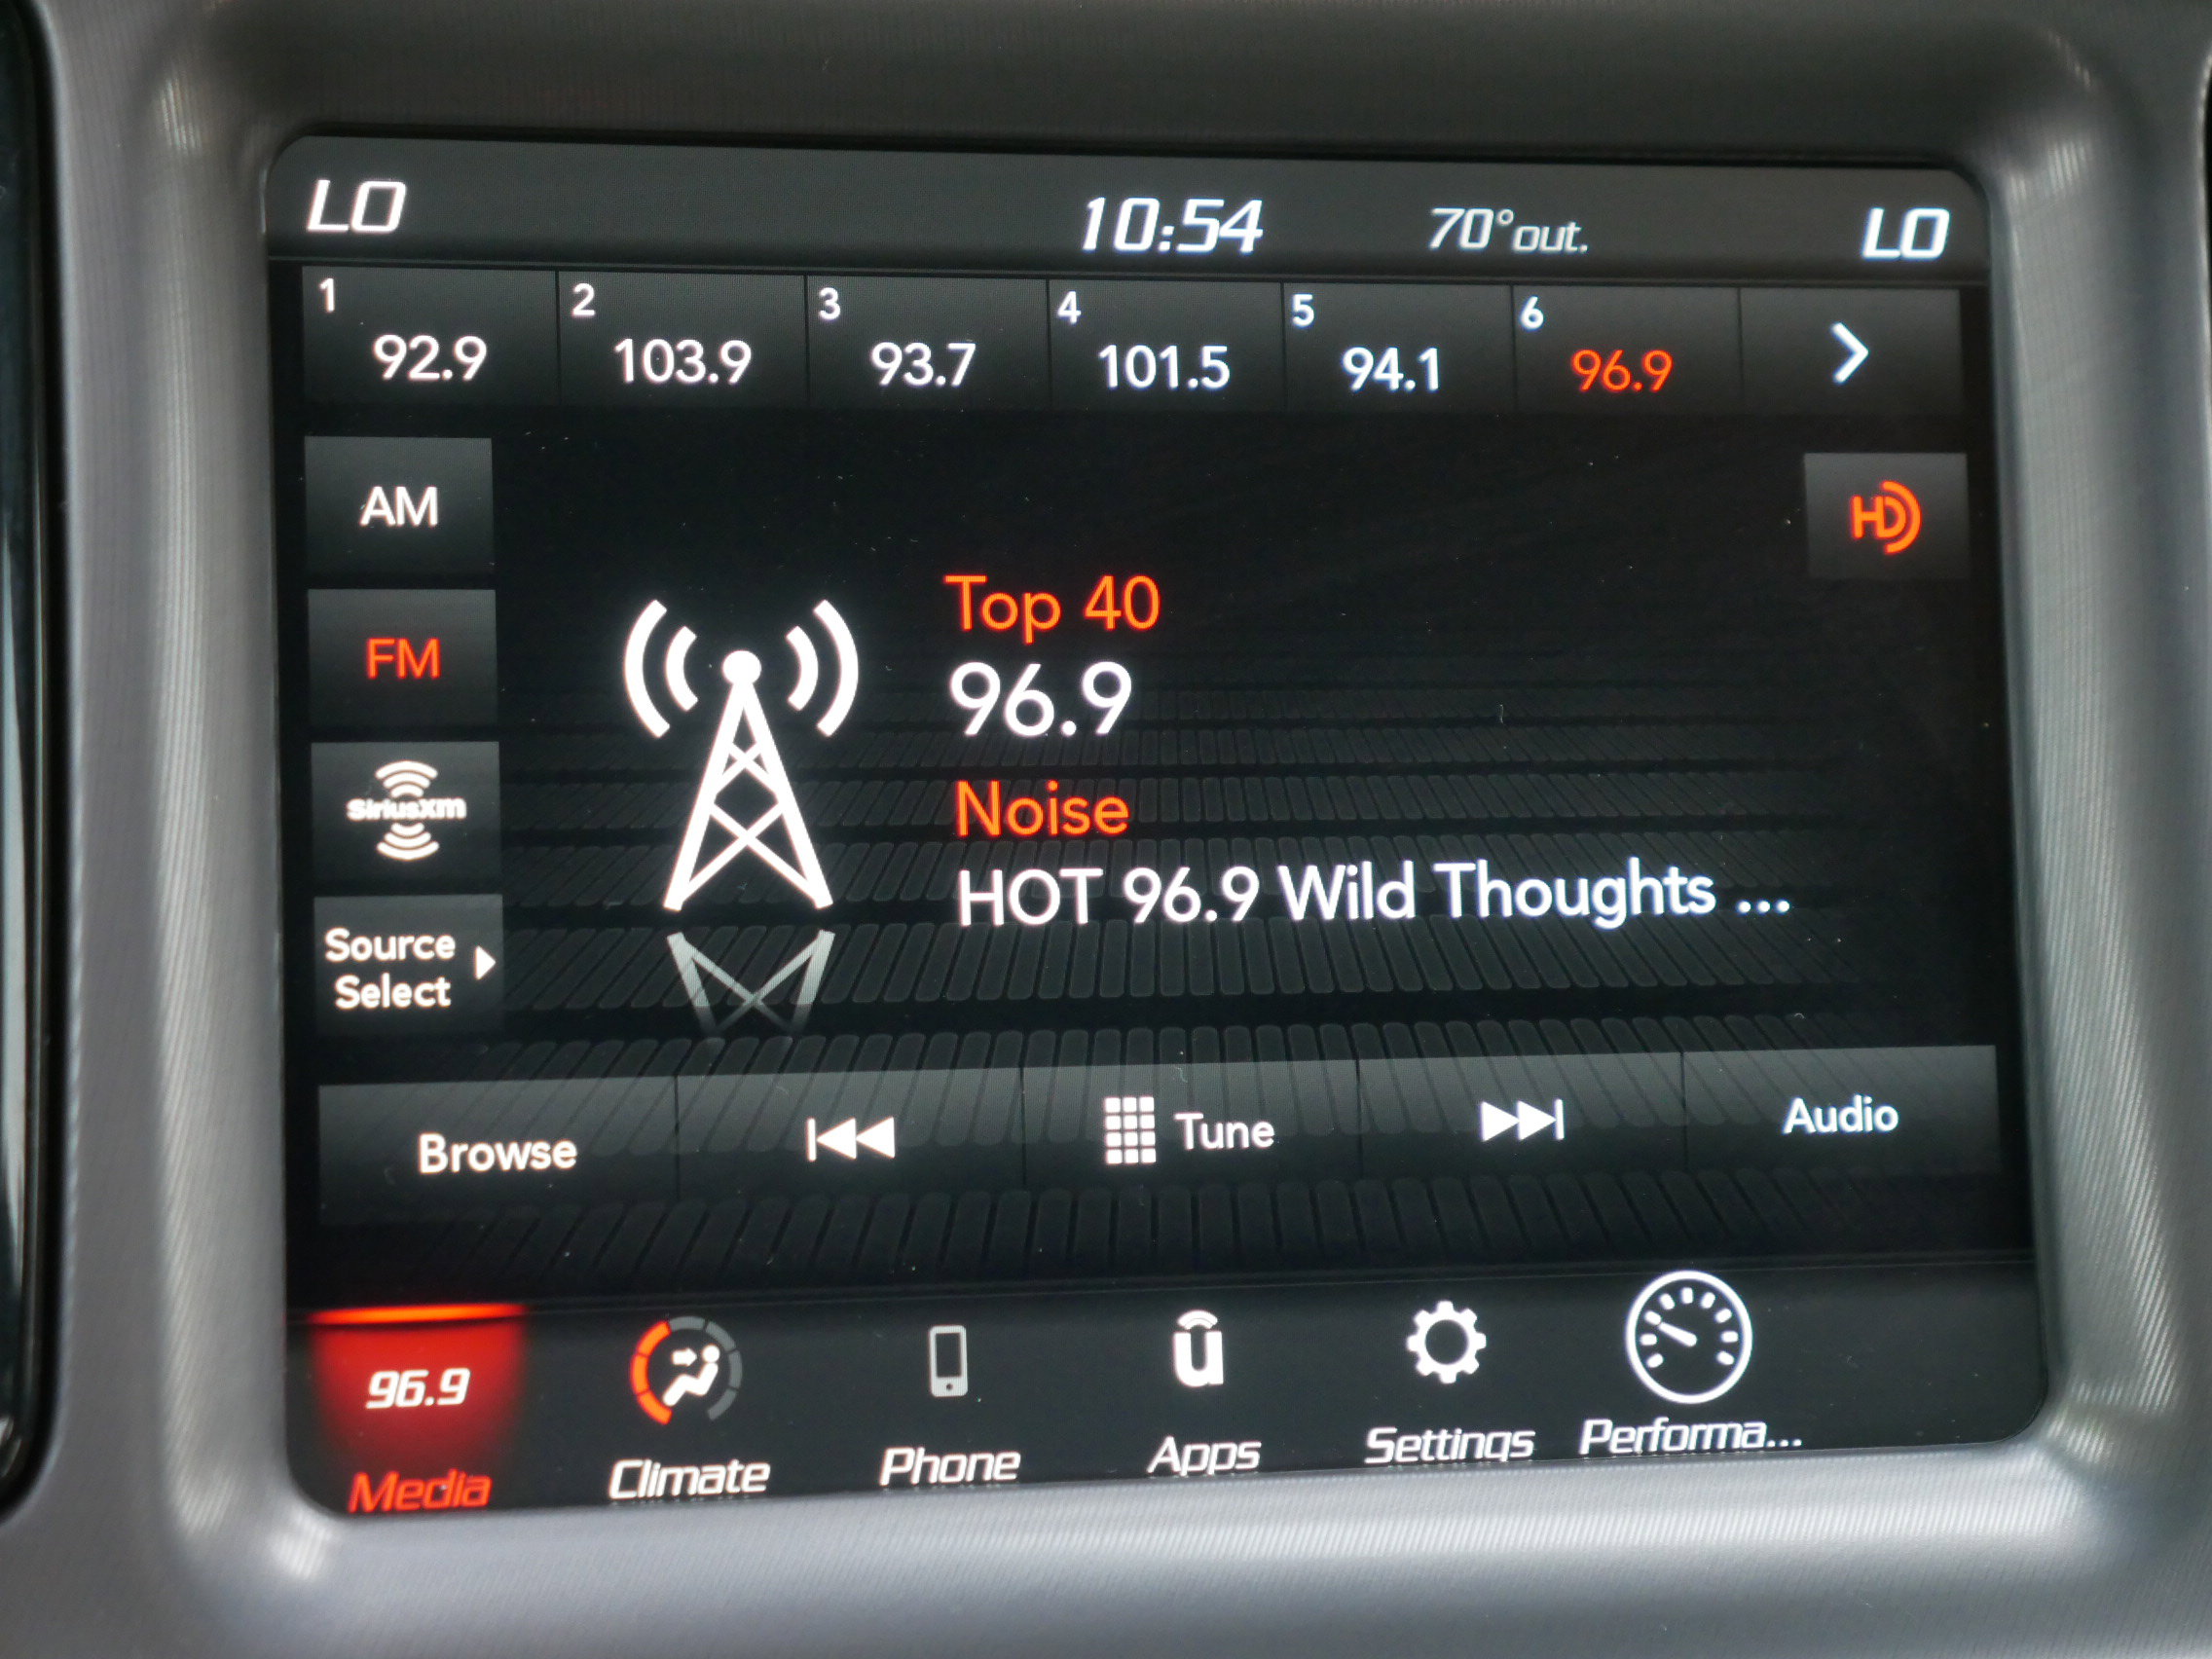 LO 10:54 70°out. LO
1 2 3 4 5 6
92.9 103.9 93.7 101.5 94.1 96.9
AM
HD
Top 40
FM
96.9
SiriusXM
Noise
HOT 96.9 Wild Thoughts ...
Source
Select
Browse Tune Audio
96.9
u
Media Climate Phone Apps Settings Performa...